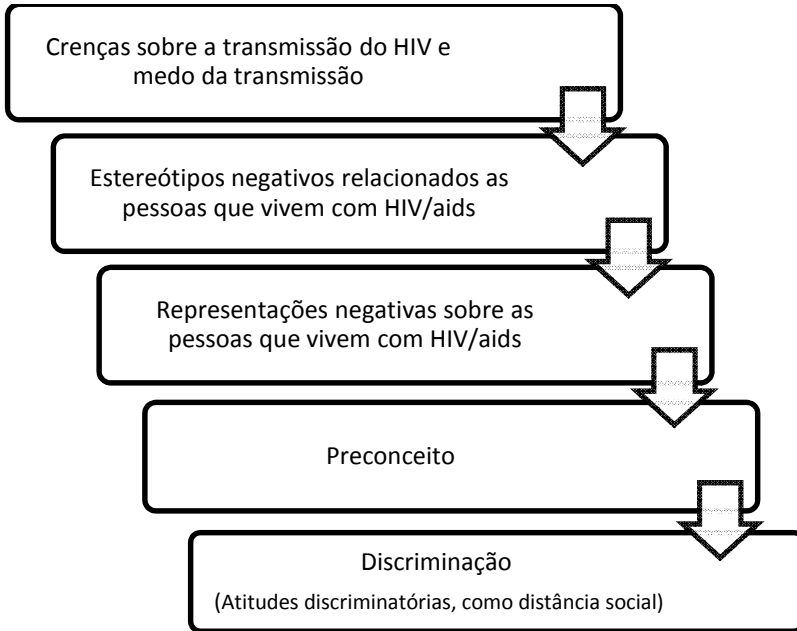 Crenças sobre a transmissão do HIV e
medo da transmissão
Estereótipos negativos relacionados as
pessoas que vivem com HIV/aids
Representações negativas sobre as
pessoas que vivem com HIV/aids
Preconceito
Discriminação
(Atitudes discriminatórias, como distância social)